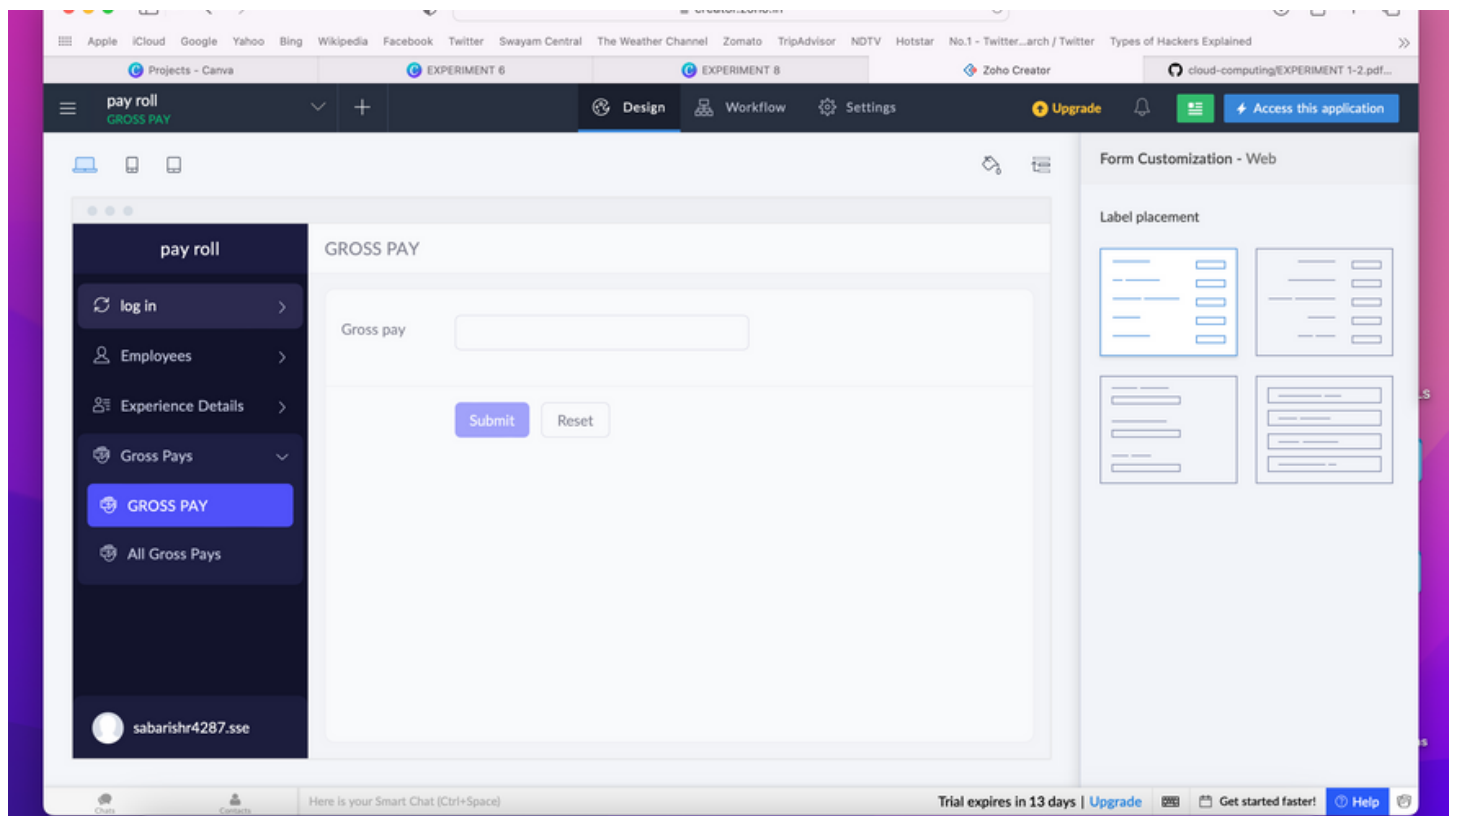 Apple iCloud Google Yahoo Bing Wikipedia Facebook Twitter Swayam Central The Weather Channel Zomato TripAdvisor NDTV Hotstar No.1 - Twitter...arch / Twitter Types of Hackers Explained
Projects - Canva EXPERIMENT 6 EXPERIMENT 8 Zoho Creator cloud-computing/EXPERIMENT 1-2.pdf...
pay roll
GROSS PAY
Design Workflow Settings Upgrade Access this application
Form Customization - Web
Label placement
pay roll
GROSS PAY
log in
Employees
Experience Details
Gross Pays
GROSS PAY
All Gross Pays
sabarishr4287.sse
Gross pay
Submit Reset
Chats Contacts Here is your Smart Chat (Ctrl+Space) Trial expires in 13 days | Upgrade Get started faster! Help